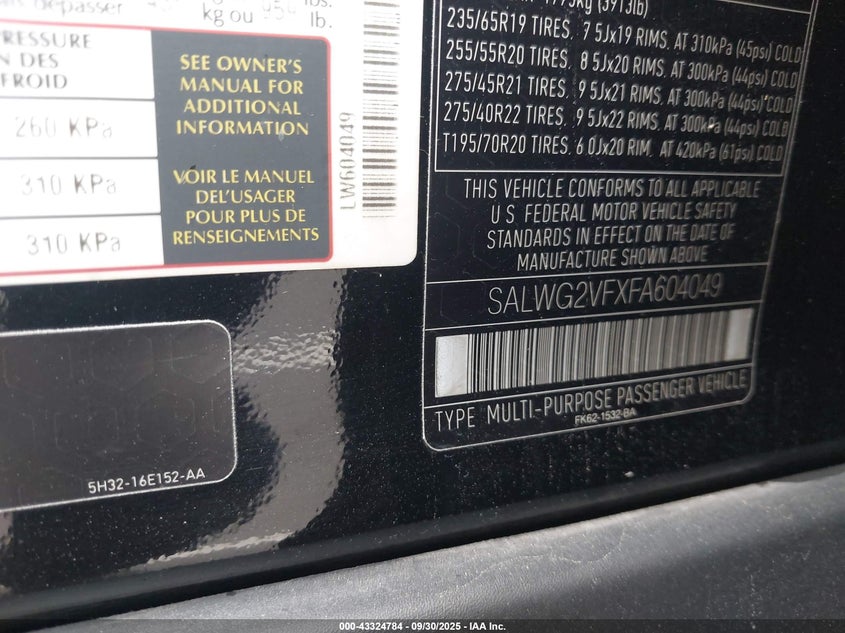 dépasser
kg ou 956 lb.
PRESSURE
N DES
FROID
260 KPa
310 KPa
310 KPa
SEE OWNER'S
MANUAL FOR
ADDITIONAL
INFORMATION
VOIR LE MANUEL
DEL'USAGER
POUR PLUS DE
RENSEIGNEMENTS
LW604049
(3913lb)
235/65R19 TIRES, 7 5Jx19 RIMS, AT 310kPa (45psi) COLD
255/55R20 TIRES, 8 5Jx20 RIMS, AT 300kPa (44psi) COLD
275/45R21 TIRES, 9 5Jx21 RIMS, AT 300kPa (44psi) COLD
275/40R22 TIRES, 9 5Jx22 RIMS, AT 300kPa (44psi) COLD
T195/70R20 TIRES, 6 0Jx20 RIM, AT 420kPa (61psi) COLD
THIS VEHICLE CONFORMS TO ALL APPLICABLE
U S FEDERAL MOTOR VEHICLE SAFETY
STANDARDS IN EFFECT ON THE DATE OF
MANUFACTURE SHOWN ABOVE
SALWG2VFXFA604049
TYPE MULTI-PURPOSE PASSENGER VEHICLE
FK62-1532-BA
5H32-16E152-AA
000-43324784 - 09/30/2025 - IAA Inc.